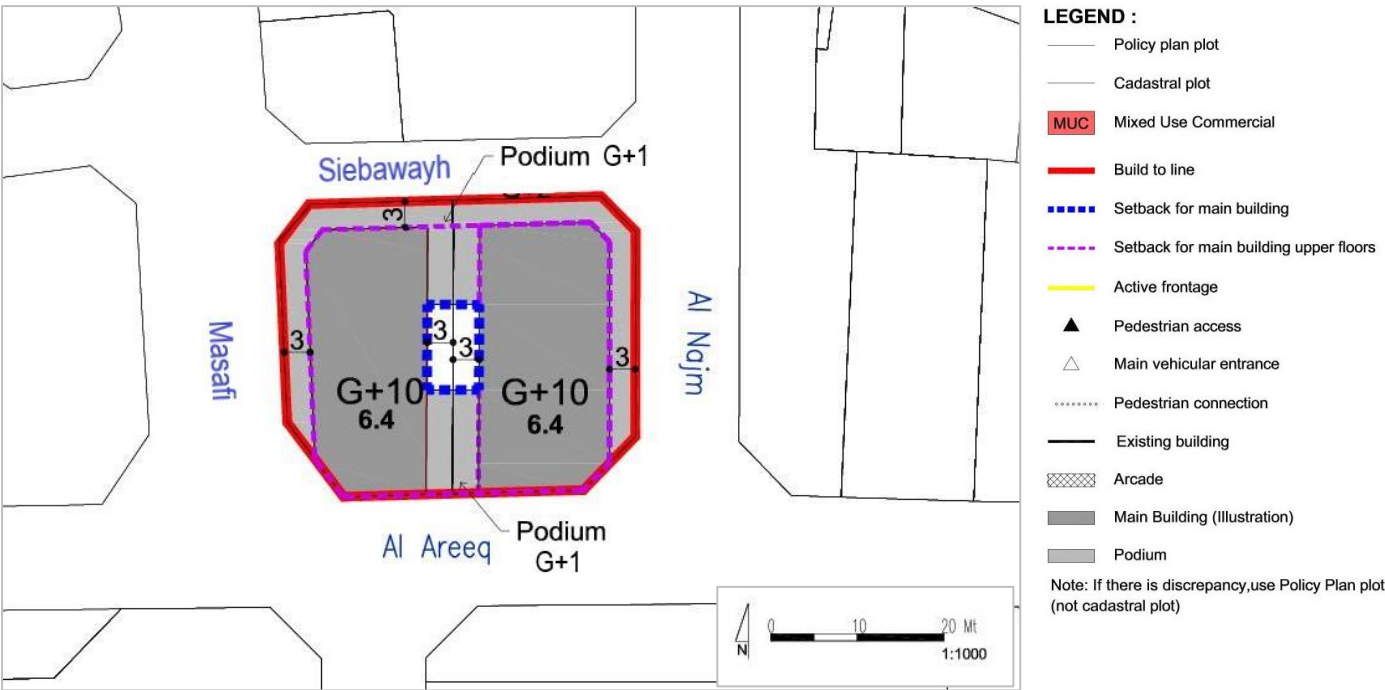 Siebawayh
Podium G+1
3
Masafi
3
3
3
3
Al Najm
G+10
6.4
G+10
6.4
Al Areeq
Podium
G+1
N
0 10 20 Mt
1:1000
LEGEND :
Policy plan plot
Cadastral plot
MUC Mixed Use Commercial
Build to line
Setback for main building
Setback for main building upper floors
Active frontage
Pedestrian access
Main vehicular entrance
Pedestrian connection
Existing building
Arcade
Main Building (Illustration)
Podium
Note: If there is discrepancy,use Policy Plan plot
(not cadastral plot)